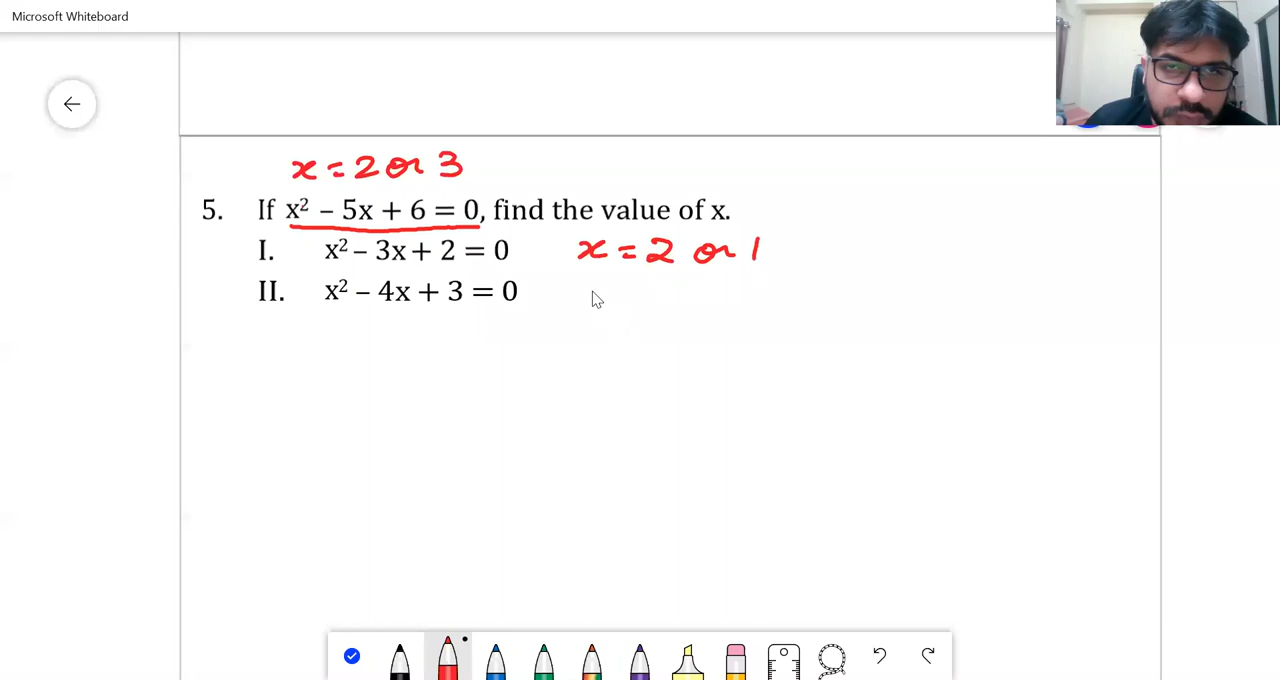 Microsoft Whiteboard
x = 2 or 3
5. If x² – 5x + 6 = 0, find the value of x.
I. x² – 3x + 2 = 0 x = 2 or 1
II. x² – 4x + 3 = 0